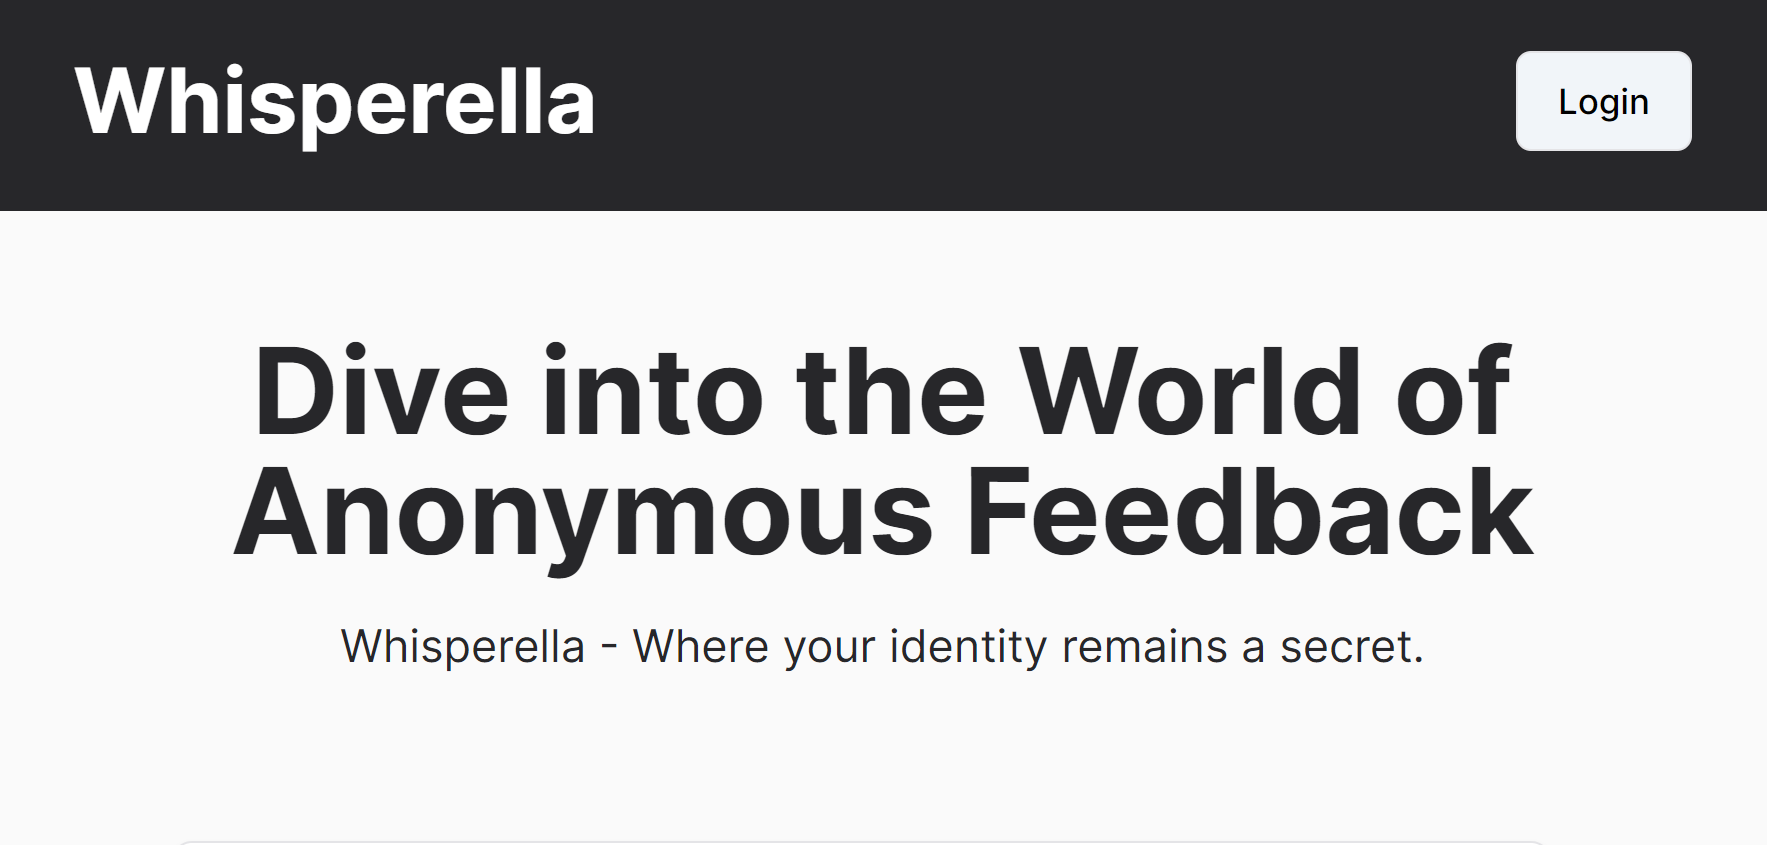 Whisperella
Login
Dive into the World of
Anonymous Feedback
Whisperella - Where your identity remains a secret.